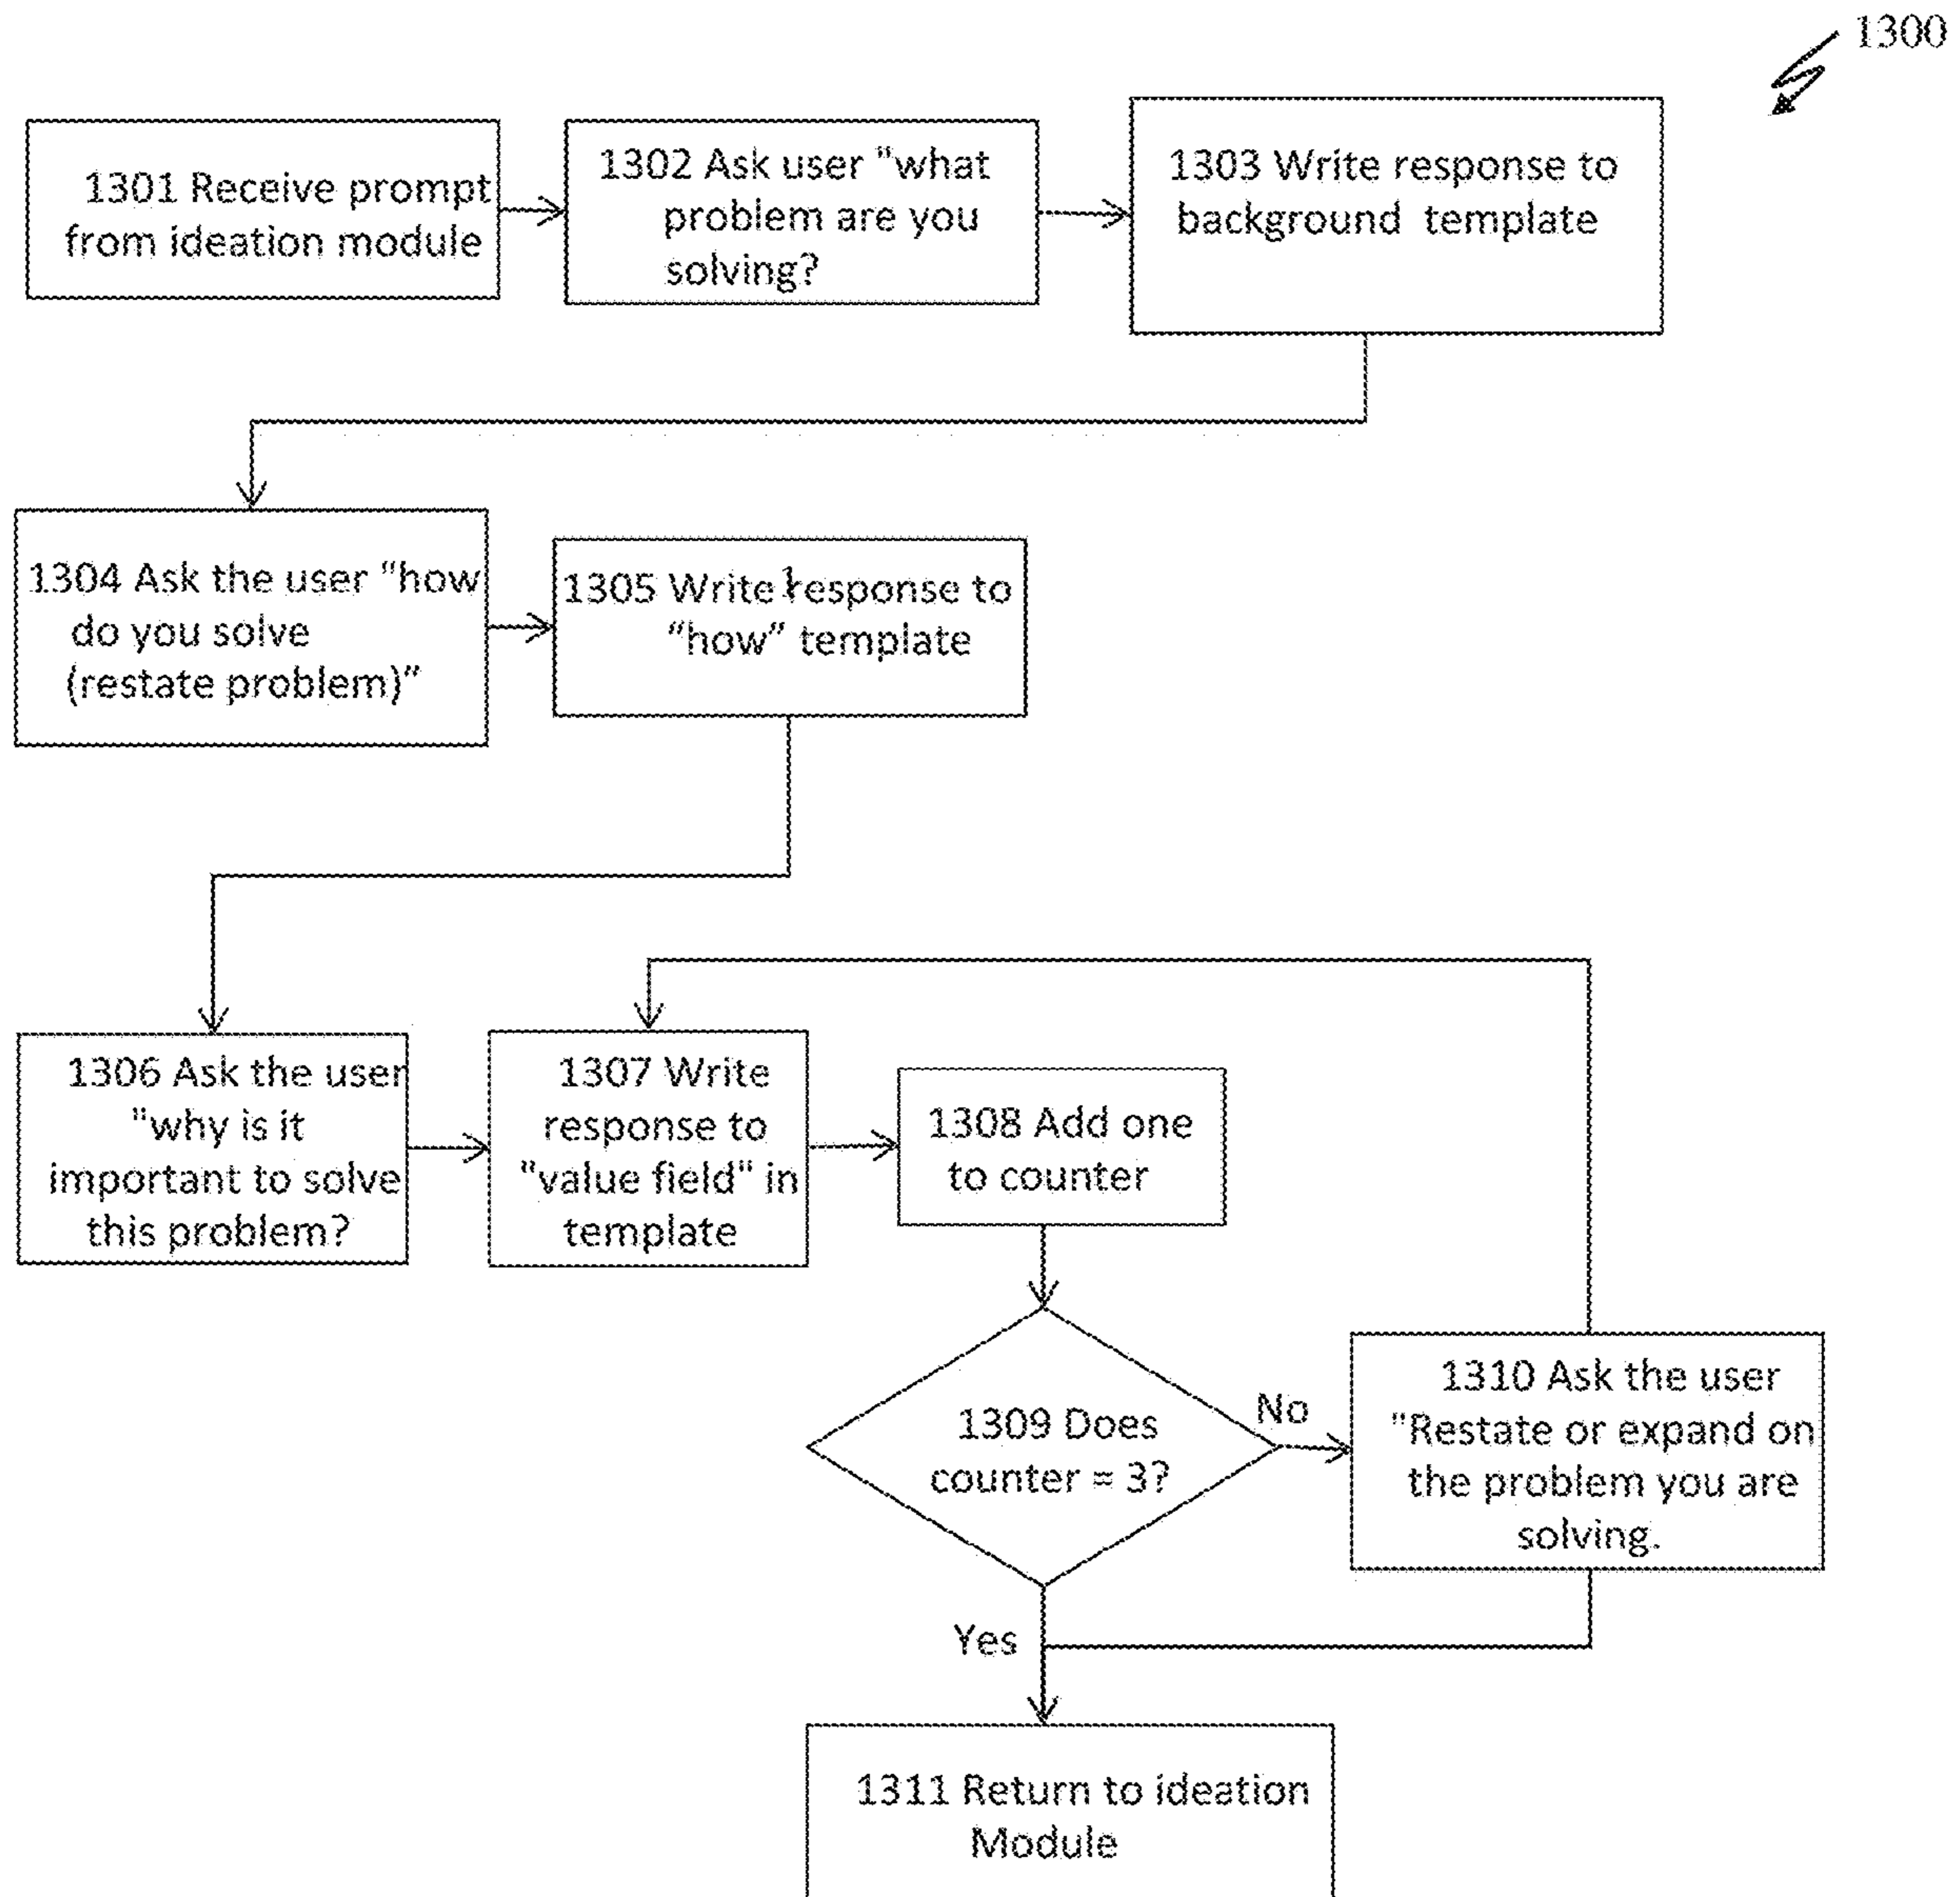 1300
1301 Receive prompt
from ideation module
1302 Ask user "what
problem are you
solving?
1303 Write response to
background template
1304 Ask the user “how
do you solve
(restate problem)”
1305 Write response to
“how” template
1306 Ask the user
"why is it
important to solve
this problem?
1307 Write
response to
"value field" in
template
1308 Add one
to counter
1309 Does
counter = 3?
No
1310 Ask the user
"Restate or expand on
the problem you are
solving.
Yes
1311 Return to ideation
Module